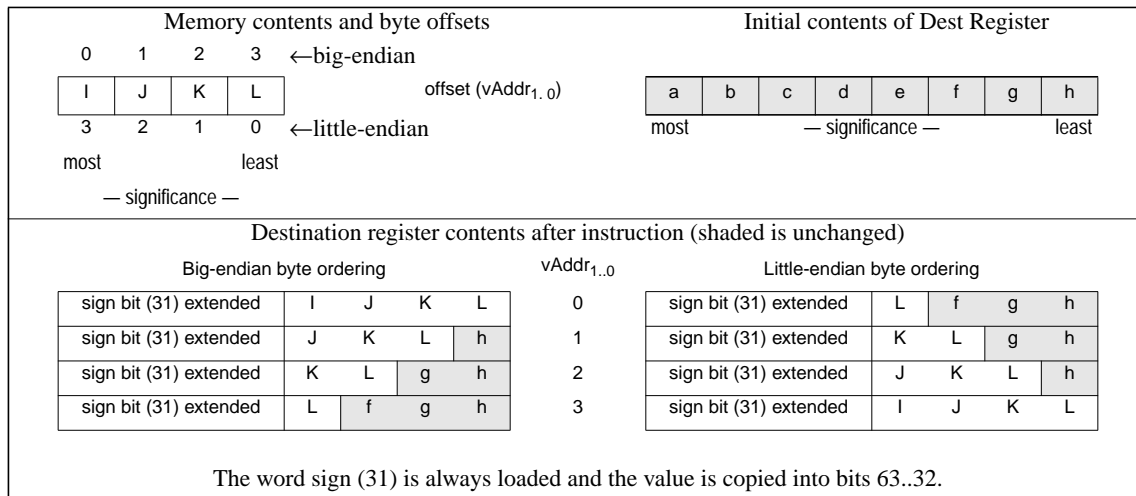 Memory contents and byte offsets
Initial contents of Dest Register
0 1 2 3 ←big-endian
I J K L
offset (vAddr1. 0)
a b c d e f g h
3 2 1 0 ←little-endian
most — significance — least
most least
— significance —
Destination register contents after instruction (shaded is unchanged)
Big-endian byte ordering vAddr1..0 Little-endian byte ordering
sign bit (31) extended I J K L 0 sign bit (31) extended L f g h
sign bit (31) extended J K L h 1 sign bit (31) extended K L g h
sign bit (31) extended K L g h 2 sign bit (31) extended J K L h
sign bit (31) extended L f g h 3 sign bit (31) extended I J K L
The word sign (31) is always loaded and the value is copied into bits 63..32.